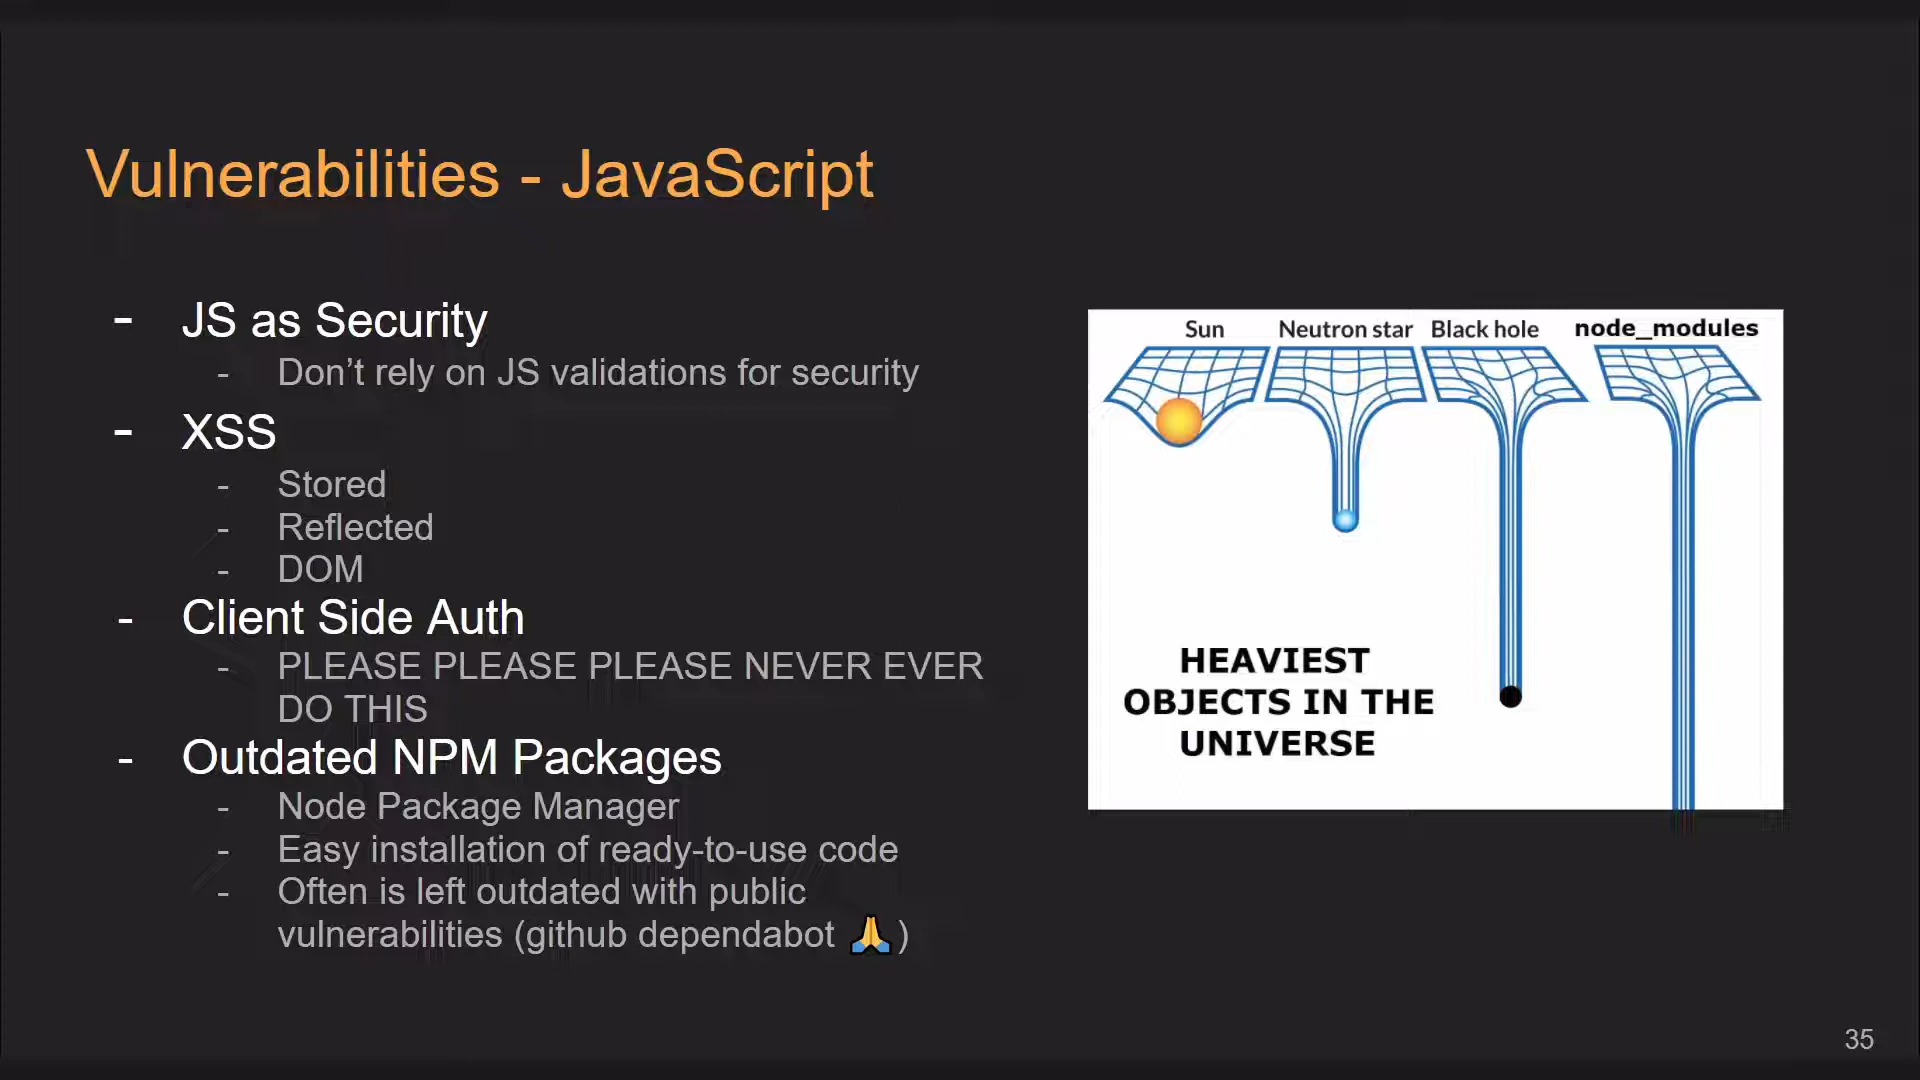 Vulnerabilities - JavaScript
- JS as Security
- Don’t rely on JS validations for security
- XSS
- Stored
- Reflected
- DOM
- Client Side Auth
- PLEASE PLEASE PLEASE NEVER EVER
DO THIS
- Outdated NPM Packages
- Node Package Manager
- Easy installation of ready-to-use code
- Often is left outdated with public
vulnerabilities (github dependabot 🙏)
Sun Neutron star Black hole node_modules
HEAVIEST
OBJECTS IN THE
UNIVERSE
35